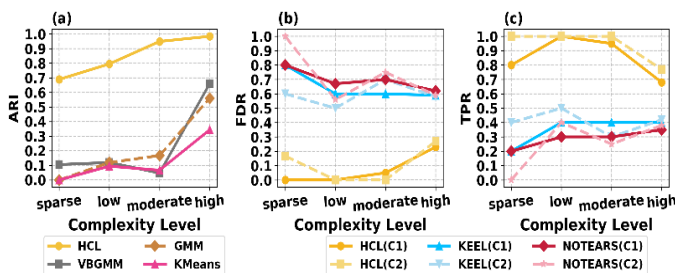 (a)
1.0
0.9
0.8
0.7
0.6
0.5
0.4
0.3
0.2
0.1
0.0
ARI
sparse low moderate high
Complexity Level
HCL GMM
VBGMM KMeans
(b)
1.0
0.9
0.8
0.7
0.6
0.5
0.4
0.3
0.2
0.1
0.0
FDR
sparse low moderate high
Complexity Level
(c)
1.0
0.9
0.8
0.7
0.6
0.5
0.4
0.3
0.2
0.1
0.0
TPR
sparse low moderate high
Complexity Level
HCL(C1) KEEL(C1) NOTEARS(C1)
HCL(C2) KEEL(C2) NOTEARS(C2)